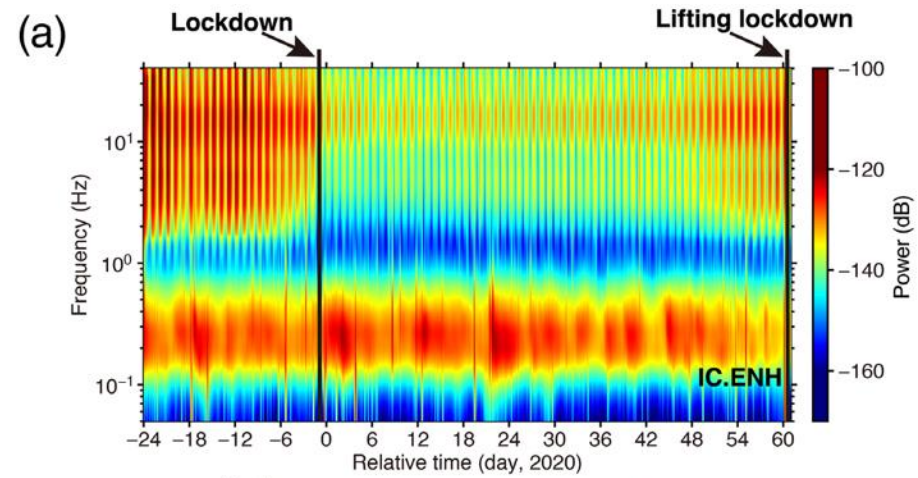 (a)
Lockdown
Lifting lockdown
Frequency (Hz)
10¹
10⁰
10⁻¹
IC.ENH
−24 −18 −12 −6 0 6 12 18 24 30 36 42 48 54 60
Relative time (day, 2020)
−100
−120
−140
−160
Power (dB)